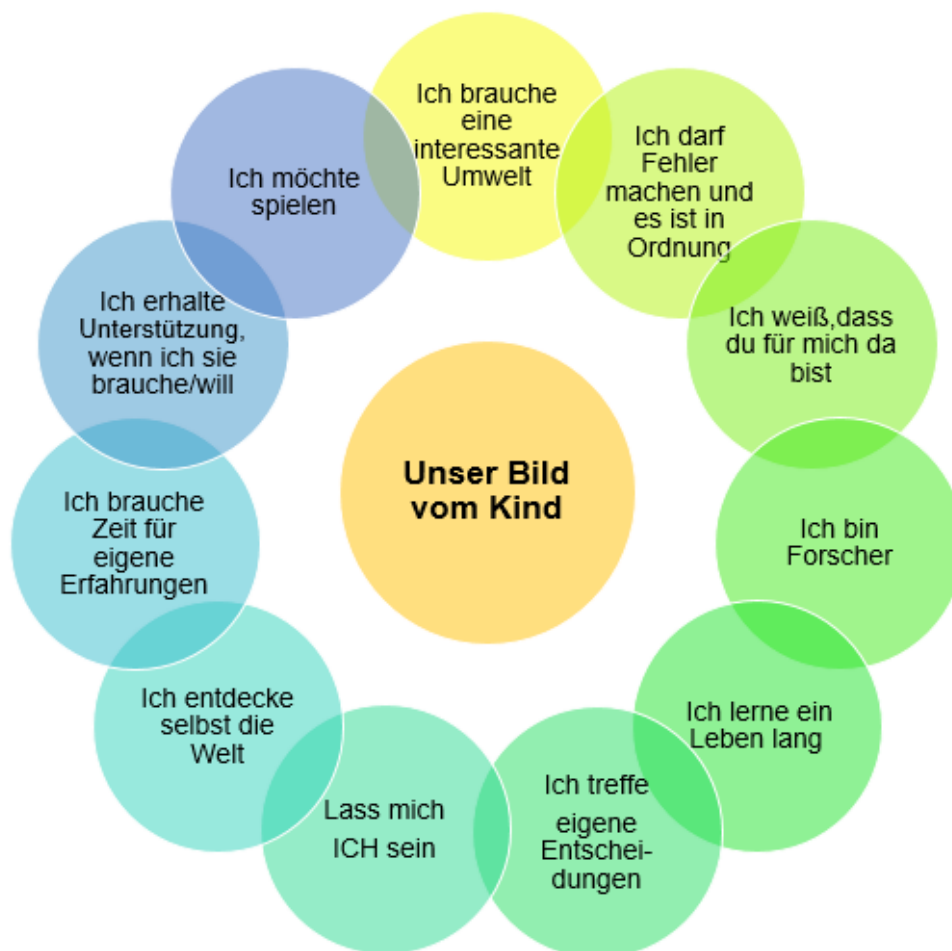 Ich brauche
eine
interessante
Umwelt
Ich darf
Fehler
machen und
es ist in
Ordnung
Ich weiß,dass
du für mich da
bist
Ich bin
Forscher
Ich lerne ein
Leben lang
Ich treffe
eigene
Entschei-
dungen
Lass mich
ICH sein
Ich entdecke
selbst die
Welt
Ich brauche
Zeit für
eigene
Erfahrungen
Ich erhalte
Unterstützung,
wenn ich sie
brauche/will
Ich möchte
spielen
Unser Bild
vom Kind